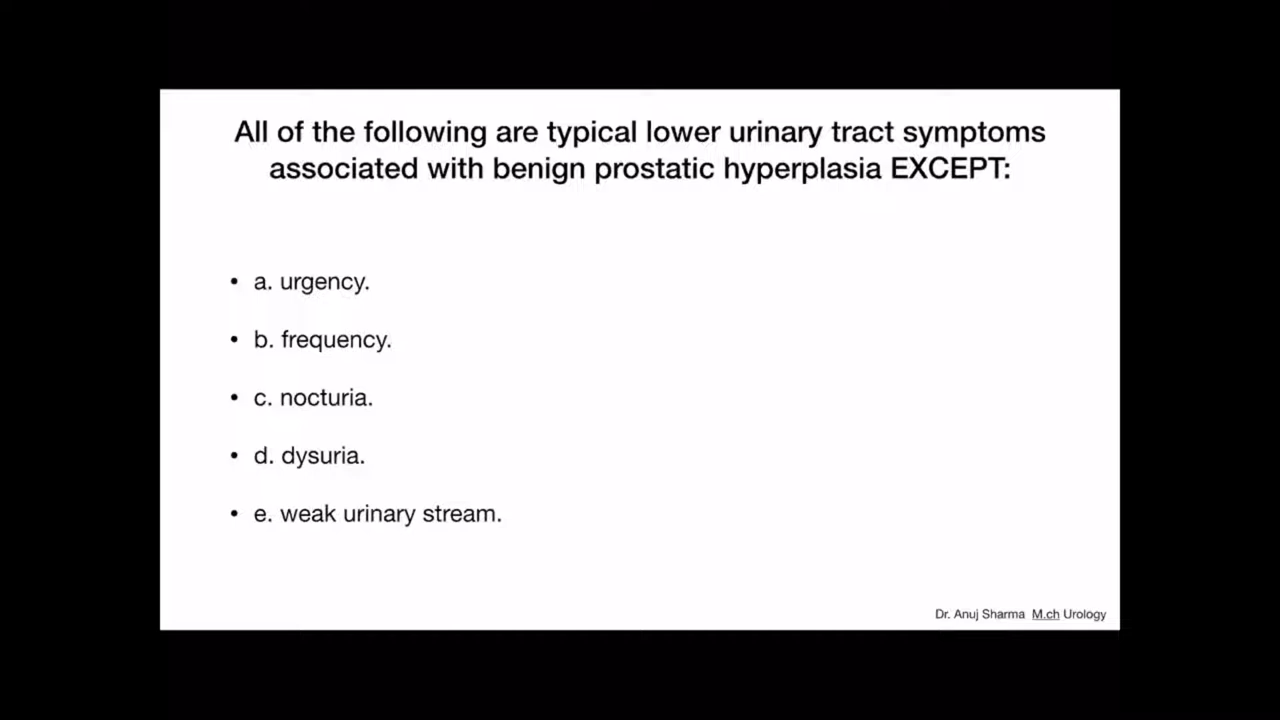 All of the following are typical lower urinary tract symptoms
associated with benign prostatic hyperplasia EXCEPT:
• a. urgency.
• b. frequency.
• c. nocturia.
• d. dysuria.
• e. weak urinary stream.
Dr. Anuj Sharma M.ch Urology